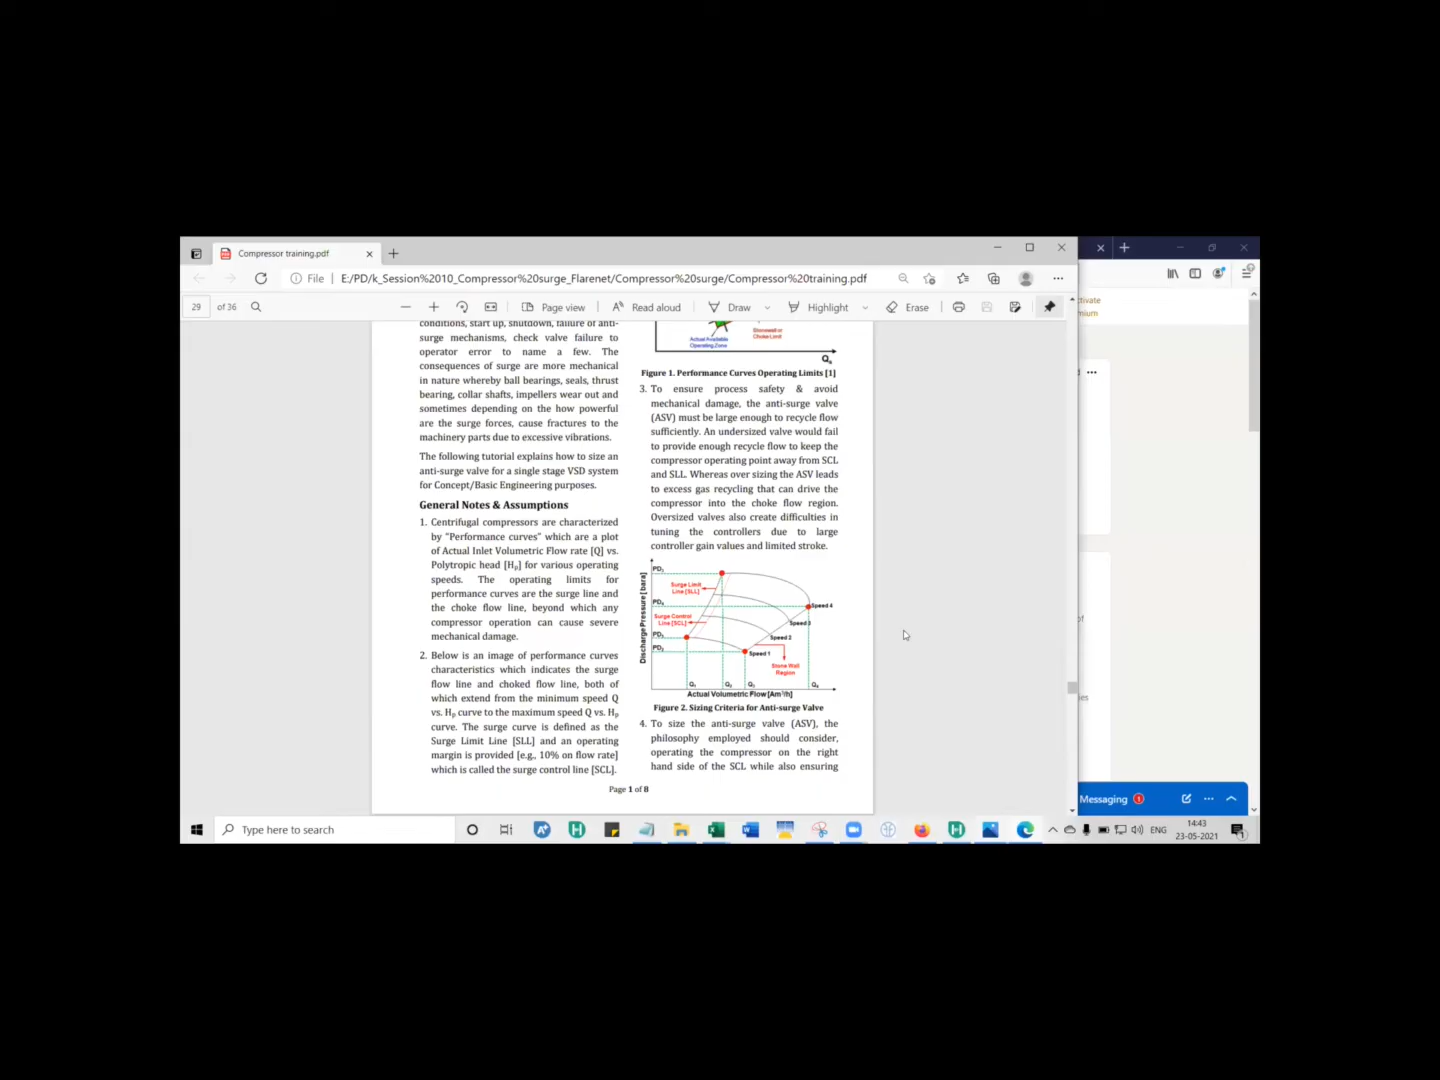 Compressor training.pdf
File
E:/PD/k_Session%2010_Compressor%20surge_Flarenet/Compressor%20surge/Compressor%20training.pdf
29 of 36
Page view
Read aloud
Draw
Highlight
Erase
conditions, start up, shutdown, failure of anti-
surge mechanisms, check valve failure to
operator error to name a few. The
consequences of surge are more mechanical
in nature whereby ball bearings, seals, thrust
bearing, collar shafts, impellers wear out and
sometimes depending on the how powerful
are the surge forces, cause fractures to the
machinery parts due to excessive vibrations.
The following tutorial explains how to size an
anti-surge valve for a single stage VSD system
for Concept/Basic Engineering purposes.
General Notes & Assumptions
1. Centrifugal compressors are characterized
by "Performance curves" which are a plot
of Actual Inlet Volumetric Flow rate [Q] vs.
Polytropic head [Hp] for various operating
speeds. The operating limits for
performance curves are the surge line and
the choke flow line, beyond which any
compressor operation can cause severe
mechanical damage.
2. Below is an image of performance curves
characteristics which indicates the surge
flow line and choked flow line, both of
which extend from the minimum speed Q
vs. Hp curve to the maximum speed Q vs. Hp
curve. The surge curve is defined as the
Surge Limit Line [SLL] and an operating
margin is provided [e.g., 10% on flow rate]
which is called the surge control line [SCL].
Actual Available
Operating Zone
Stonewall or
Choke Limit
Figure 1. Performance Curves Operating Limits [1]
3. To ensure process safety & avoid
mechanical damage, the anti-surge valve
(ASV) must be large enough to recycle flow
sufficiently. An undersized valve would fail
to provide enough recycle flow to keep the
compressor operating point away from SCL
and SLL. Whereas over sizing the ASV leads
to excess gas recycling that can drive the
compressor into the choke flow region.
Oversized valves also create difficulties in
tuning the controllers due to large
controller gain values and limited stroke.
Discharge Pressure [bara]
Surge Limit
Line [SLL]
Surge Control
Line [SCL]
Speed 4
Speed 3
Speed 2
Speed 1
Stone Wall
Region
Actual Volumetric Flow [Am³/h]
Figure 2. Sizing Criteria for Anti-surge Valve
4. To size the anti-surge valve (ASV), the
philosophy employed should consider,
operating the compressor on the right
hand side of the SCL while also ensuring
Page 1 of 8
Messaging 1
Type here to search
ENG
14:43
23-05-2021